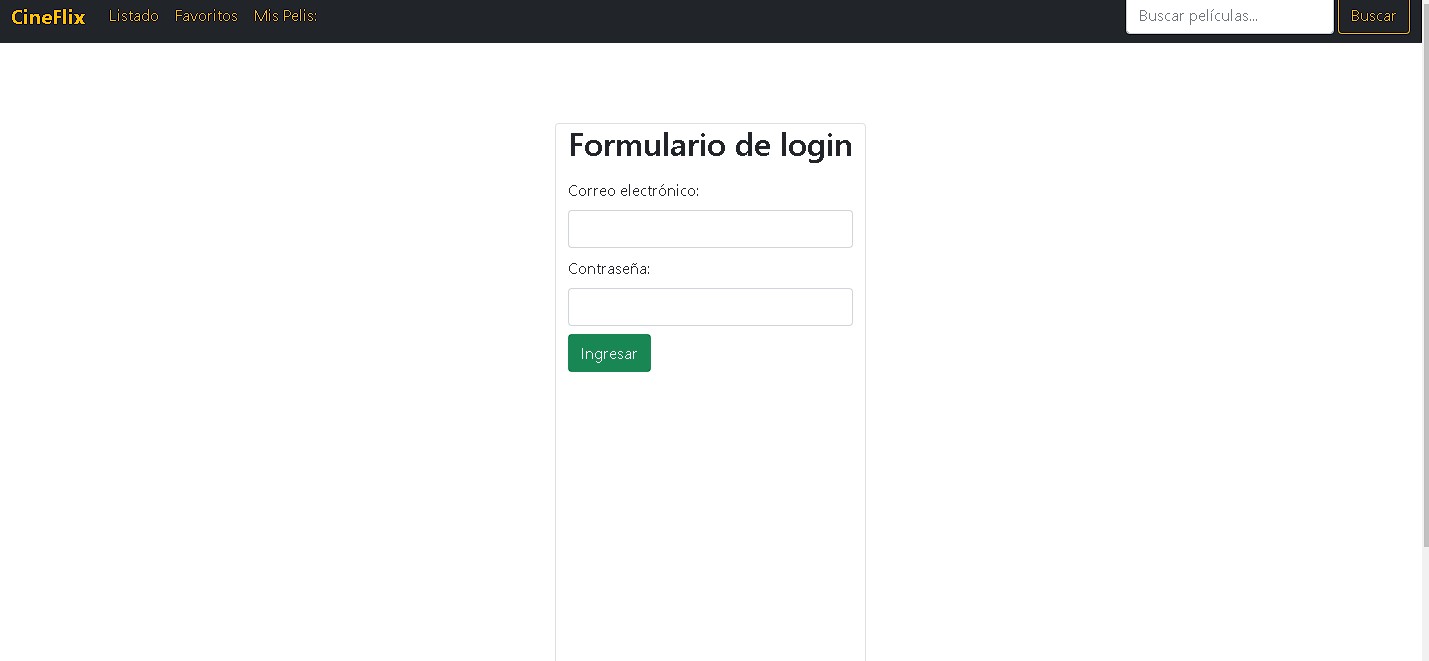 CineFlix Listado Favoritos Mis Pelis: Buscar películas... Buscar
Formulario de login
Correo electrónico:
Contraseña:
Ingresar